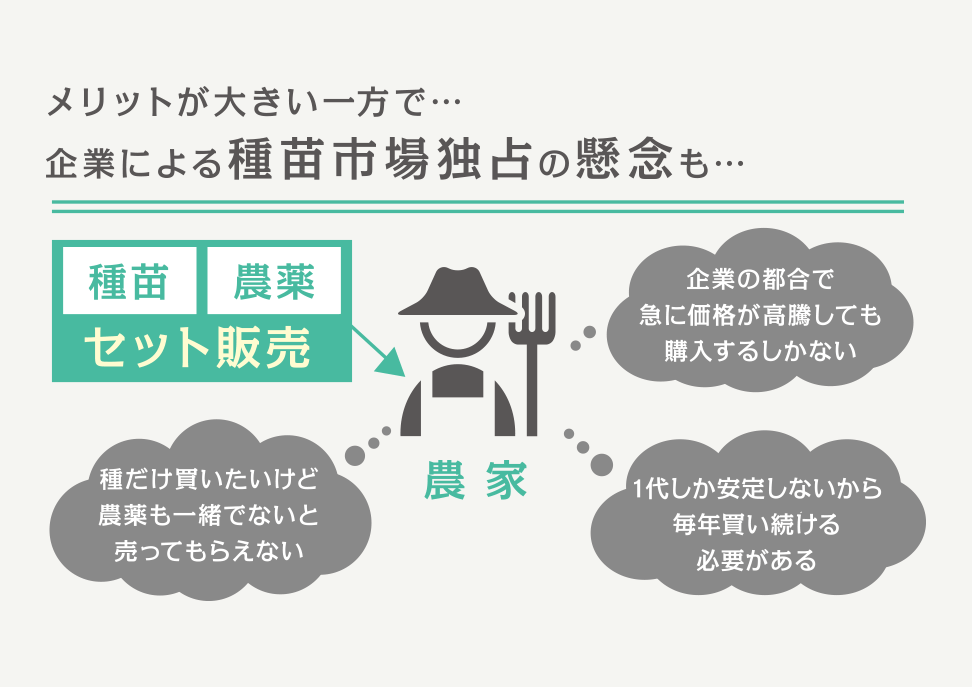 メリットが大きい一方で…
企業による種苗市場独占の懸念も…
種苗
農薬
セット販売
企業の都合で
急に価格が高騰しても
購入するしかない
農家
種だけ買いたいけど
農薬も一緒でないと
売ってもらえない
1代しか安定しないから
毎年買い続ける
必要がある